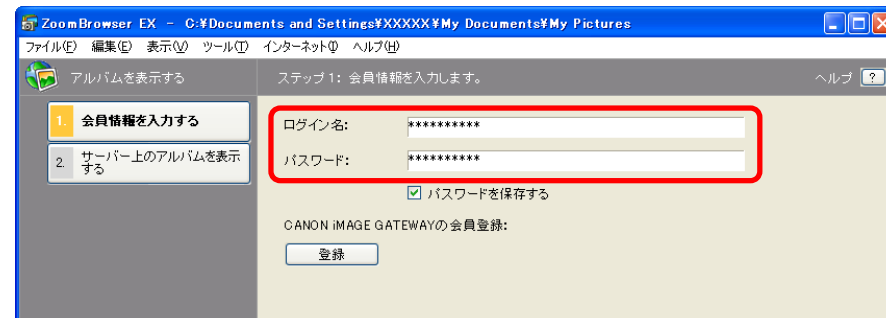 ZoomBrowser EX - C:¥Documents and Settings¥XXXXX¥My Documents¥My Pictures
ファイル(F) 編集(E) 表示(V) ツール(T) インターネット(I) ヘルプ(H)
アルバムを表示する
ステップ1: 会員情報を入力します。
ヘルプ ?
1. 会員情報を入力する
2. サーバー上のアルバムを表示
する
ログイン名: **********
パスワード: **********
パスワードを保存する
CANON iMAGE GATEWAYの会員登録:
登録